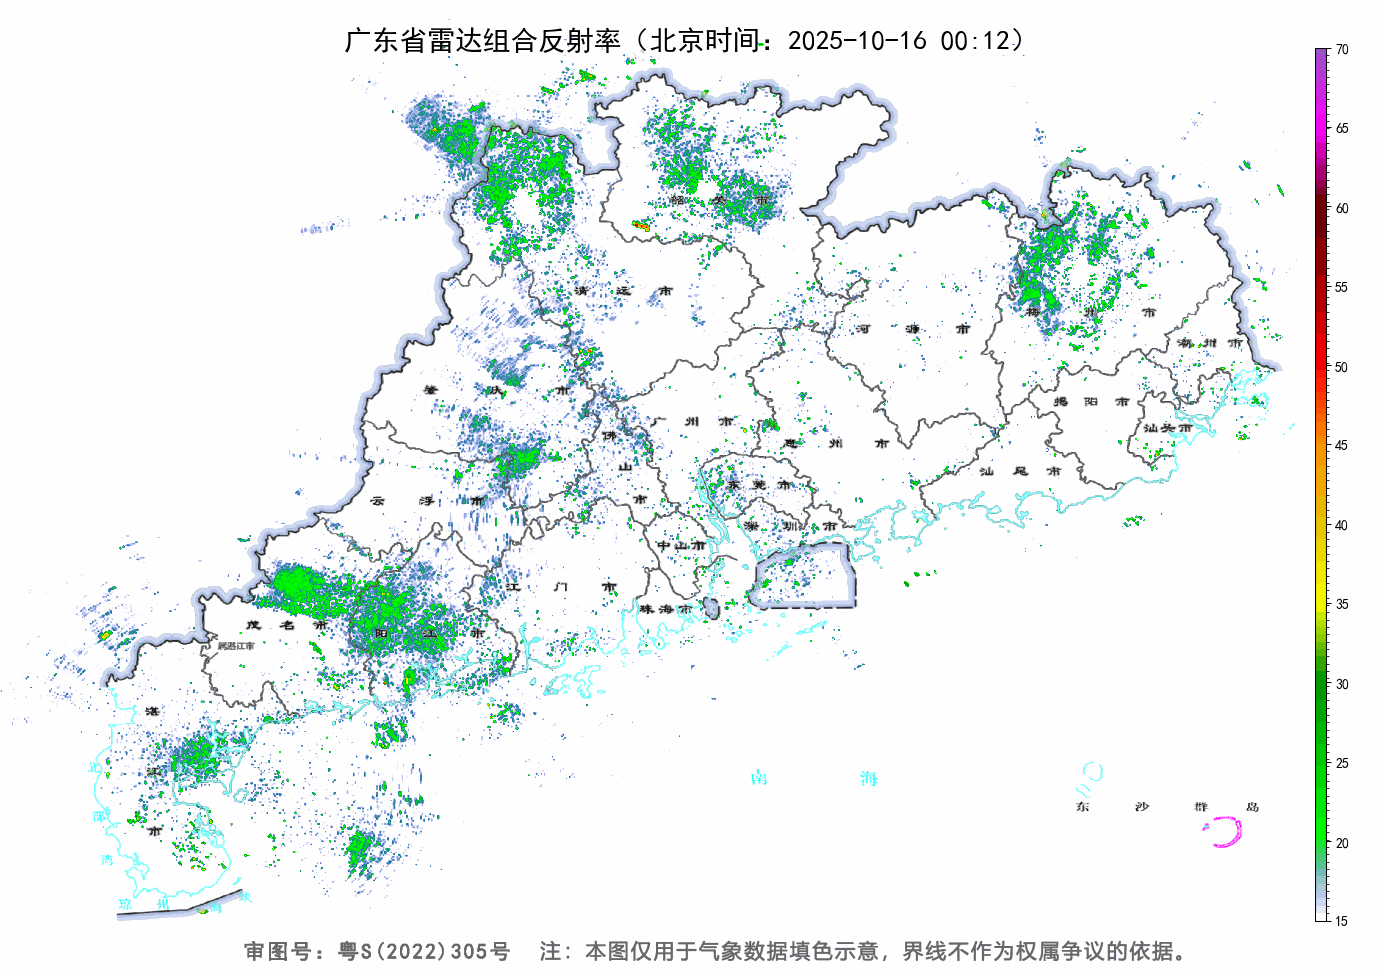 广东省雷达组合反射率（北京时间：2025-10-16 00:12）
70
65
60
55
50
45
40
35
30
25
20
15
韶关市
清远市
河源市
梅州市
潮州市
肇庆市
揭阳市
汕头市
广州市
佛山市
惠州市
汕尾市
云浮市
东莞市
深圳市
中山市
江门市
珠海市
茂名市
阳江市
属湛江市
湛江市
北部湾
南海
东沙群岛
琼州海峡
审图号：粤S(2022)305号 注：本图仅用于气象数据填色示意，界线不作为权属争议的依据。